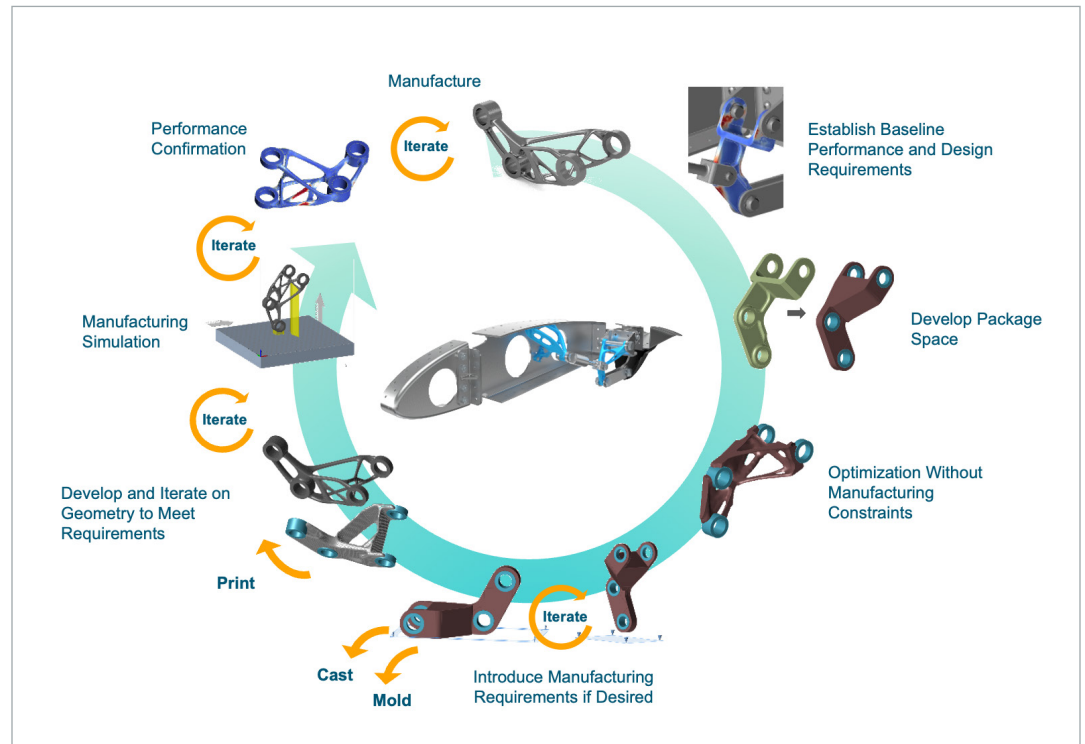 Manufacture
Iterate
Establish Baseline
Performance and Design
Requirements
Develop Package
Space
Optimization Without
Manufacturing
Constraints
Iterate
Introduce Manufacturing
Requirements if Desired
Cast
Mold
Print
Develop and Iterate on
Geometry to Meet
Requirements
Iterate
Manufacturing
Simulation
Iterate
Performance
Confirmation